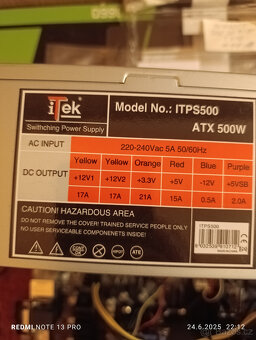 iTek
Model No.: ITPS500
Swithching Power Supply
ATX 500W
AC INPUT
220-240Vac 5A 50/60Hz
DC OUTPUT
Yellow Yellow Orange Red Blue Purple
+12V1 +12V2 +3.3V +5V -12V +5VSB
17A 17A 21A 15A 0.5A 2.0A
CAUTION! HAZARDOUS AREA
DO NOT REMOVE THE COVER! TRAINED SERVICE PEOPLE ONLY
NO USER SERVICEABLE COMPONENTS INSIDE!
ITPS500
REDMI NOTE 13 PRO
24.6.2025 22:12